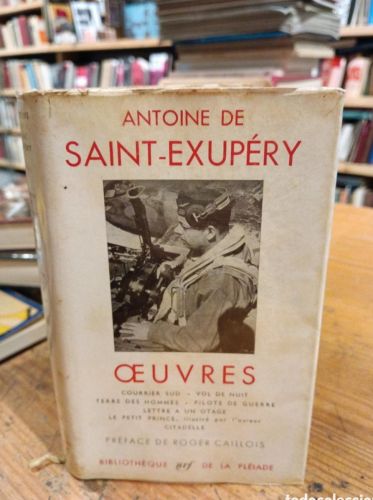 ANTOINE DE
SAINT-EXUPÉRY
ŒUVRES
COURRIER SUD - VOL DE NUIT
TERRE DES HOMMES - PILOTE DE GUERRE
LETTRE A UN OTAGE
LE PETIT PRINCE, illustré par l'auteur
CITADELLE
PRÉFACE DE ROGER CAILLOIS
BIBLIOTHÈQUE nrf DE LA PLÉIADE